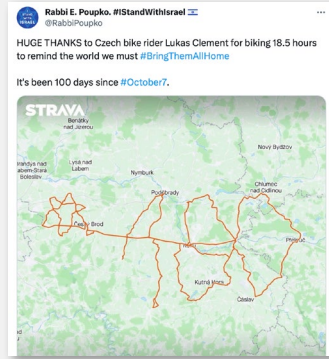 Rabbi E. Poupko. #IStandWithIsrael 🇮🇱
@RabbiPoupko
HUGE THANKS to Czech bike rider Lukas Clement for biking 18.5 hours
to remind the world we must #BringThemAllHome
It's been 100 days since #October7.
STRAVA
Benátky
nad Jizerou
Nový Bydžov
Lysá nad
Labem
Nymburk
Chlumec
nad Cidlinou
Poděbrady
Český Brod
Kolín
Přelouč
Kutná Hora
Čáslav